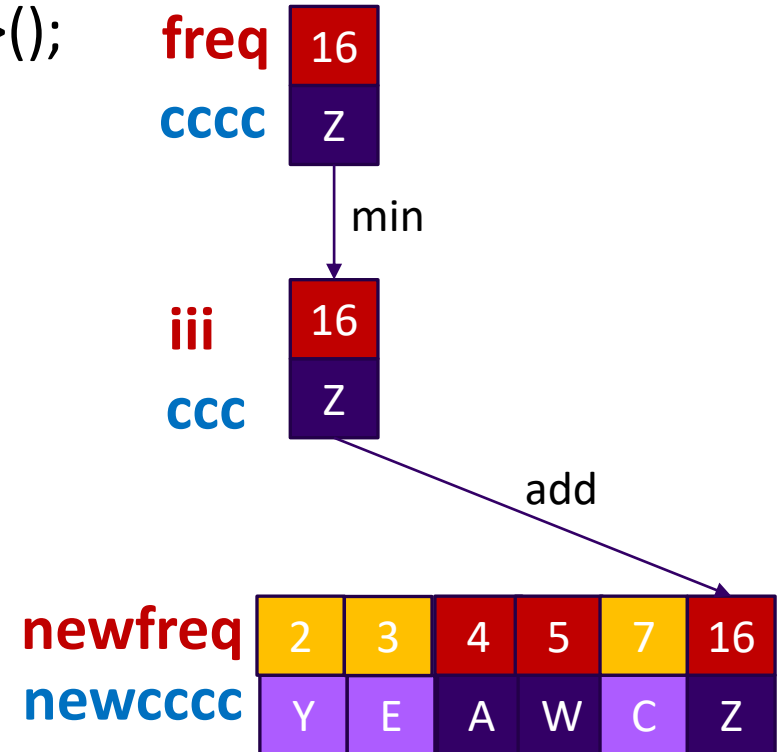 >();
freq 16
cccc Z
min
iii 16
ccc Z
add
newfreq 2 3 4 5 7 16
newcccc Y E A W C Z